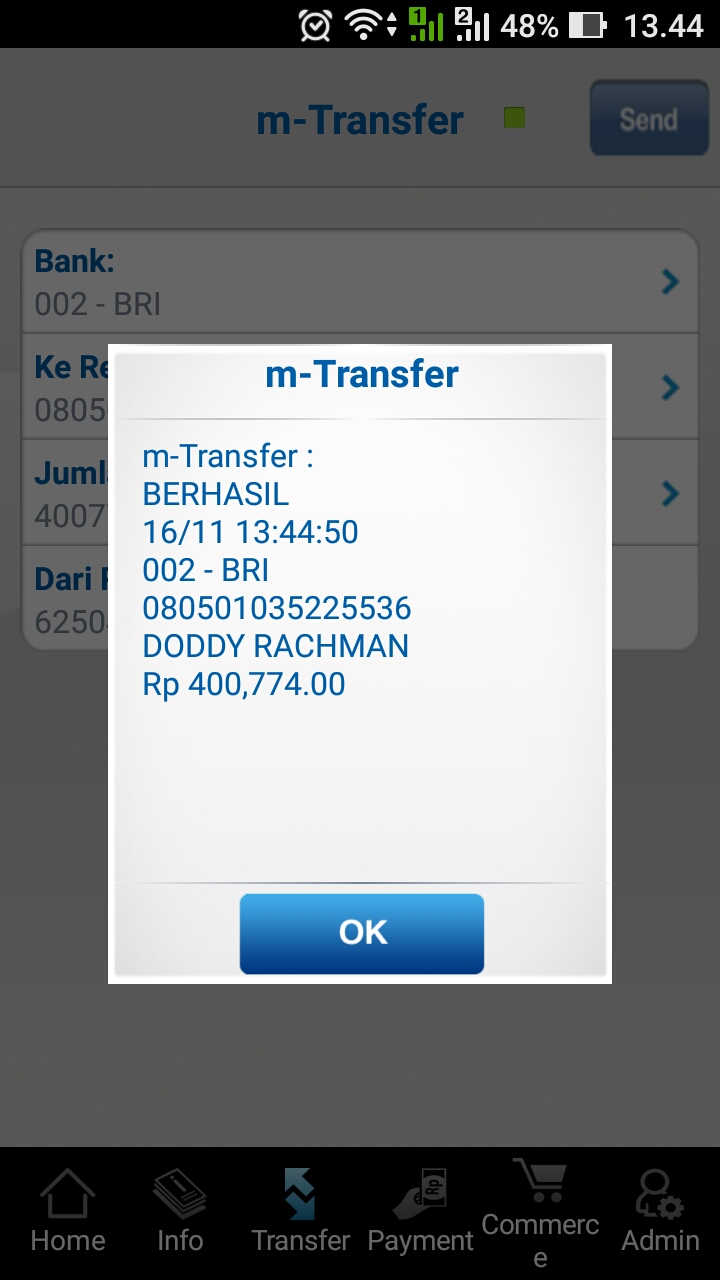 1 2 48% 13.44
m-Transfer Send
Bank:
002 - BRI
Ke Re
0805
Jumla
4007
Dari
6250
m-Transfer
m-Transfer :
BERHASIL
16/11 13:44:50
002 - BRI
080501035225536
DODDY RACHMAN
Rp 400,774.00
OK
Rp
Home Info Transfer Payment Commerc
e Admin